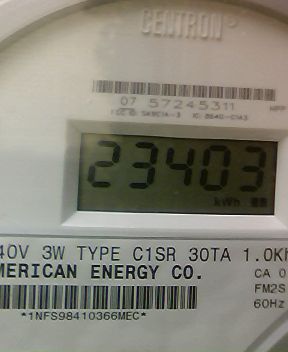 CENTRON®
07 57245311
23403
kWh
40V 3W TYPE C1SR 30TA 1.0Kh
MERICAN ENERGY CO.
CA 0
FM2S
60Hz
*1NFS98410366MEC*